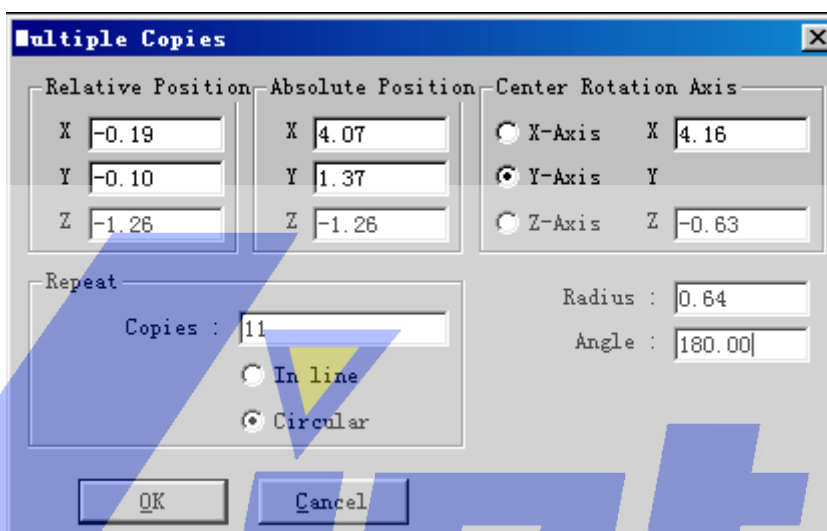 Multiple Copies
Relative Position Absolute Position Center Rotation Axis
X -0.19 X 4.07 X-Axis X 4.16
Y -0.10 Y 1.37 Y-Axis Y
Z -1.26 Z -1.26 Z-Axis Z -0.63
Repeat
Radius : 0.64
Copies : 11
Angle : 180.00
In line
Circular
OK Cancel